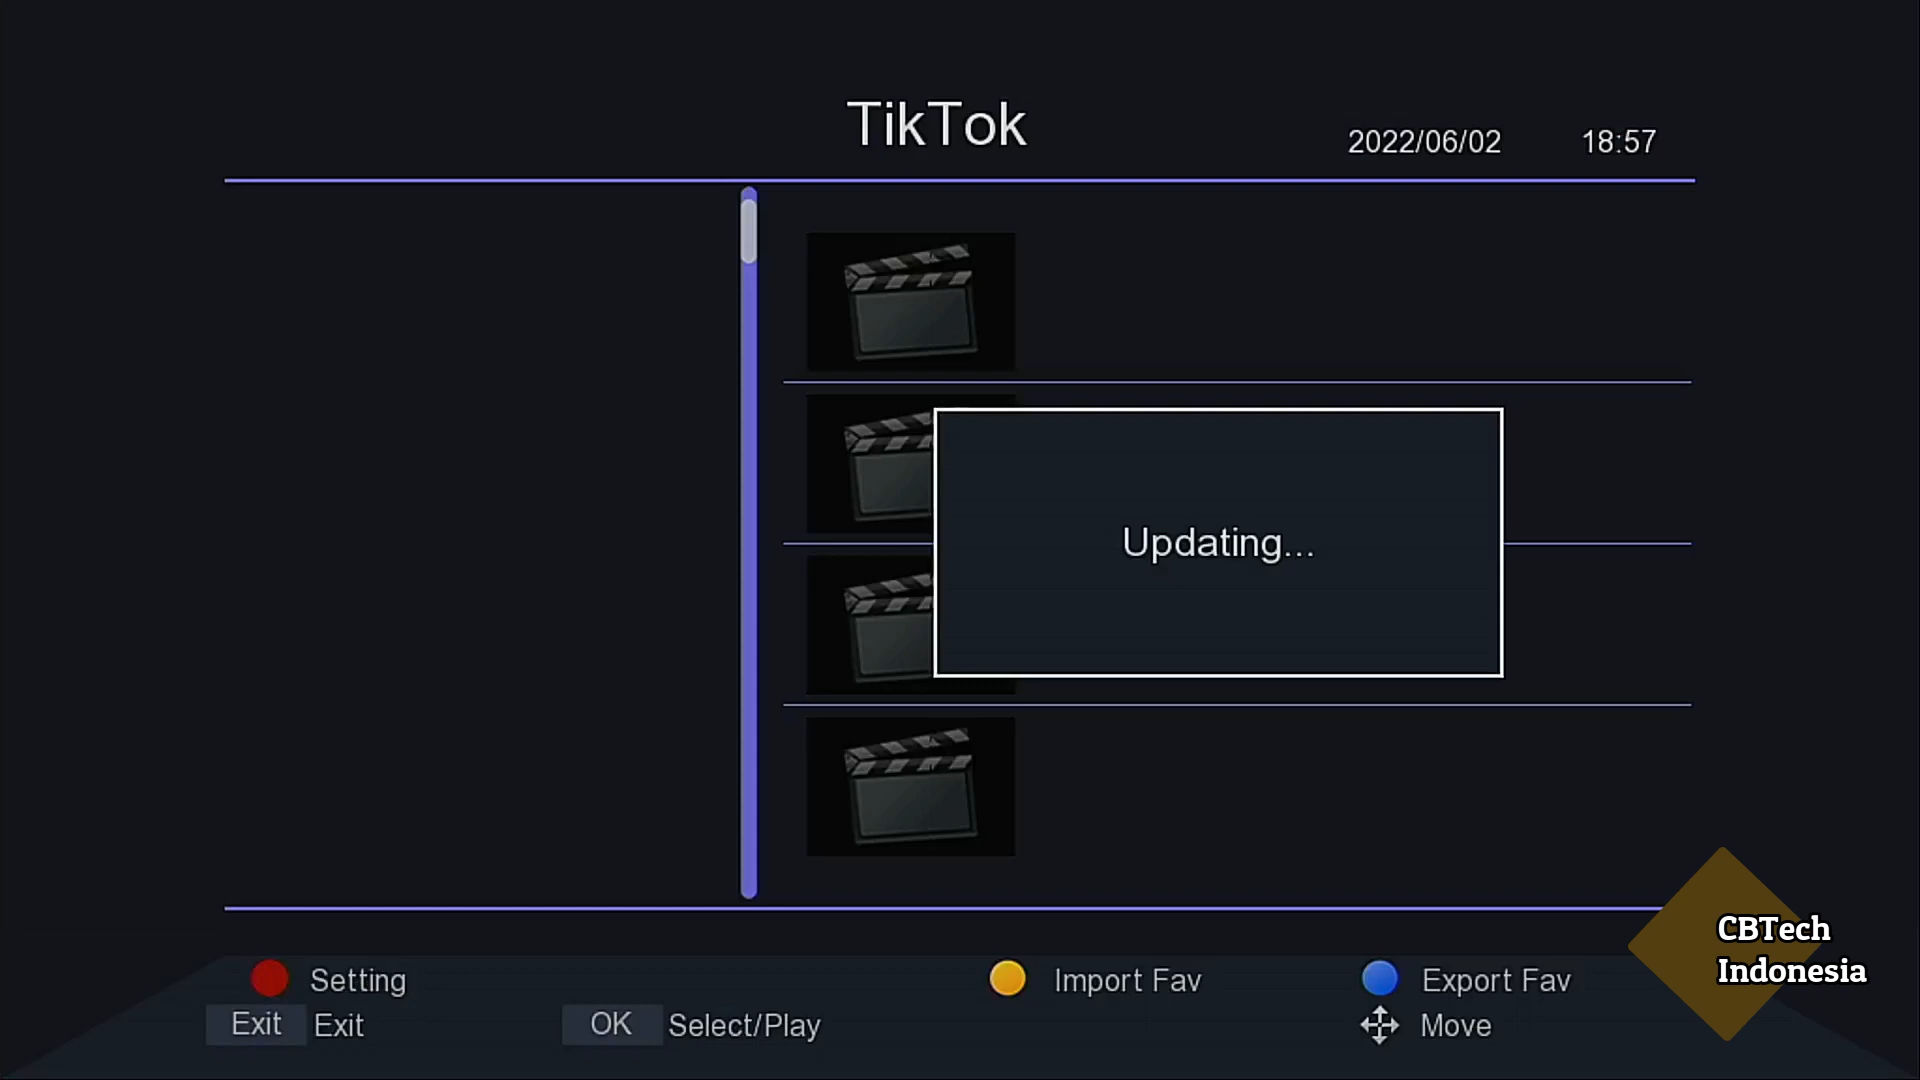 TikTok
2022/06/02 18:57
Updating...
Setting
Import Fav
Export Fav
Exit Exit
OK Select/Play
Move
CBTech
Indonesia